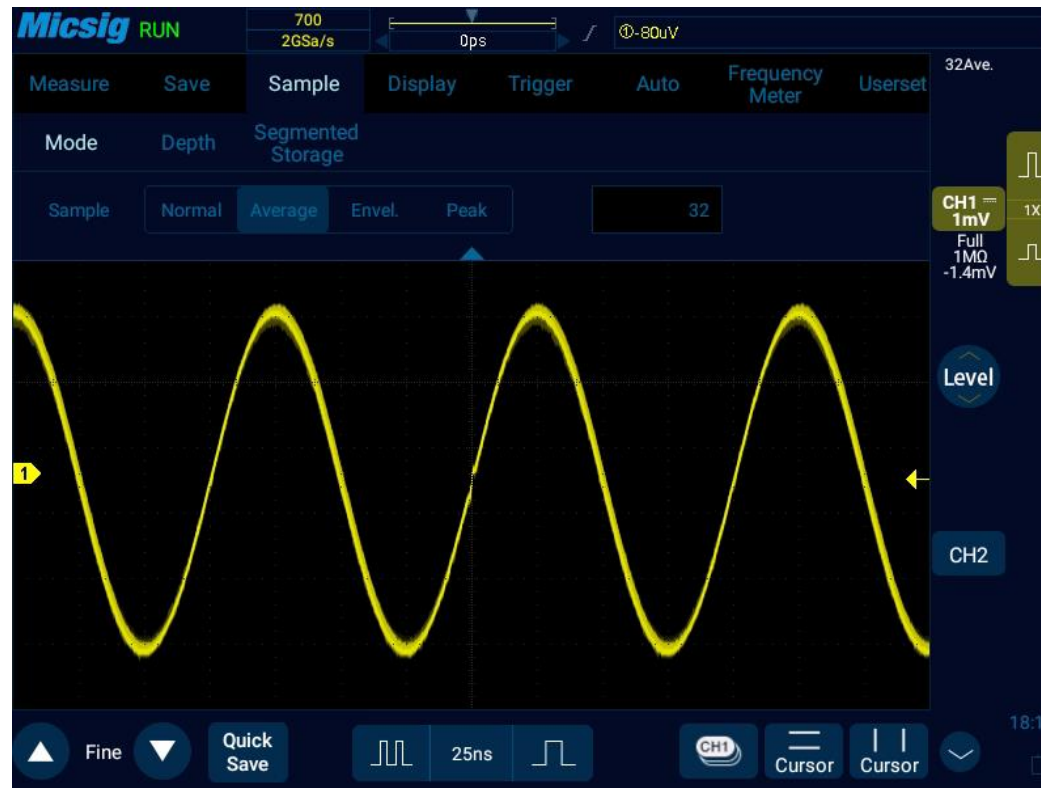 Micsig RUN 700 2GSa/s 0ps ①-80uV
Measure Save Sample Display Trigger Auto Frequency Meter Userset
32Ave.
Mode Depth Segmented Storage
Sample Normal Average Envel. Peak 32
CH1
1mV
1X
Full
1MΩ
-1.4mV
Level
1
CH2
Fine Quick Save 25ns CH1 Cursor Cursor